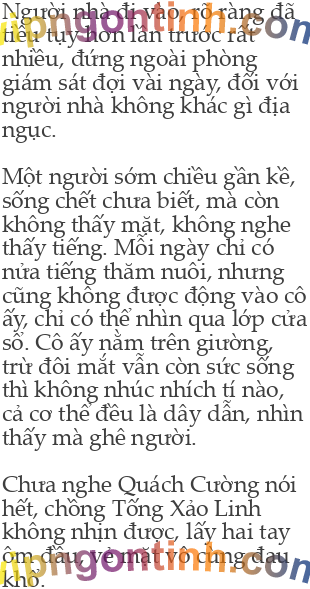 Người nhà đi vào, rõ ràng đã
tiều tụy hơn lần trước rất
nhiều, đứng ngoài phòng
giám sát đợi vài ngày, đối với
người nhà không khác gì địa
ngục.
Một người sớm chiều gần kề,
sống chết chưa biết, mà còn
không thấy mặt, không nghe
thấy tiếng. Mỗi ngày chỉ có
nửa tiếng thăm nuôi, nhưng
cũng không được động vào cô
ấy, chỉ có thể nhìn qua lớp cửa
sổ. Cô ấy nằm trên giường,
trừ đôi mắt vẫn còn sức sống
thì không nhúc nhích tí nào,
cả cơ thể đều là dây dẫn, nhìn
thấy mà ghê người.
Chưa nghe Quách Cường nói
hết, chồng Tống Xảo Linh
không nhịn được, lấy hai tay
ôm đầu, vẻ mặt vô cùng đau
khổ.
vipngontinh.com
vipngontinh.com